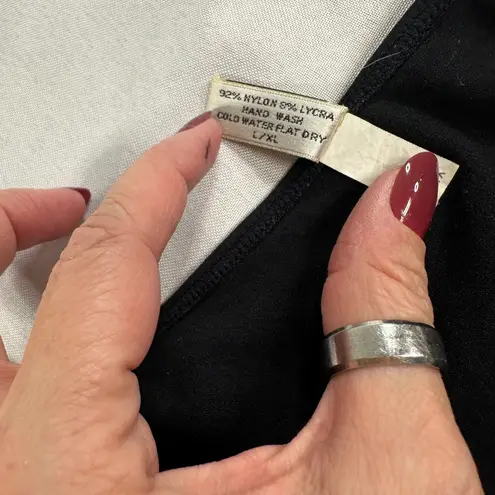 92% NYLON 8% LYCRA
HAND WASH
COLD WATER FLAT DRY
L/XL